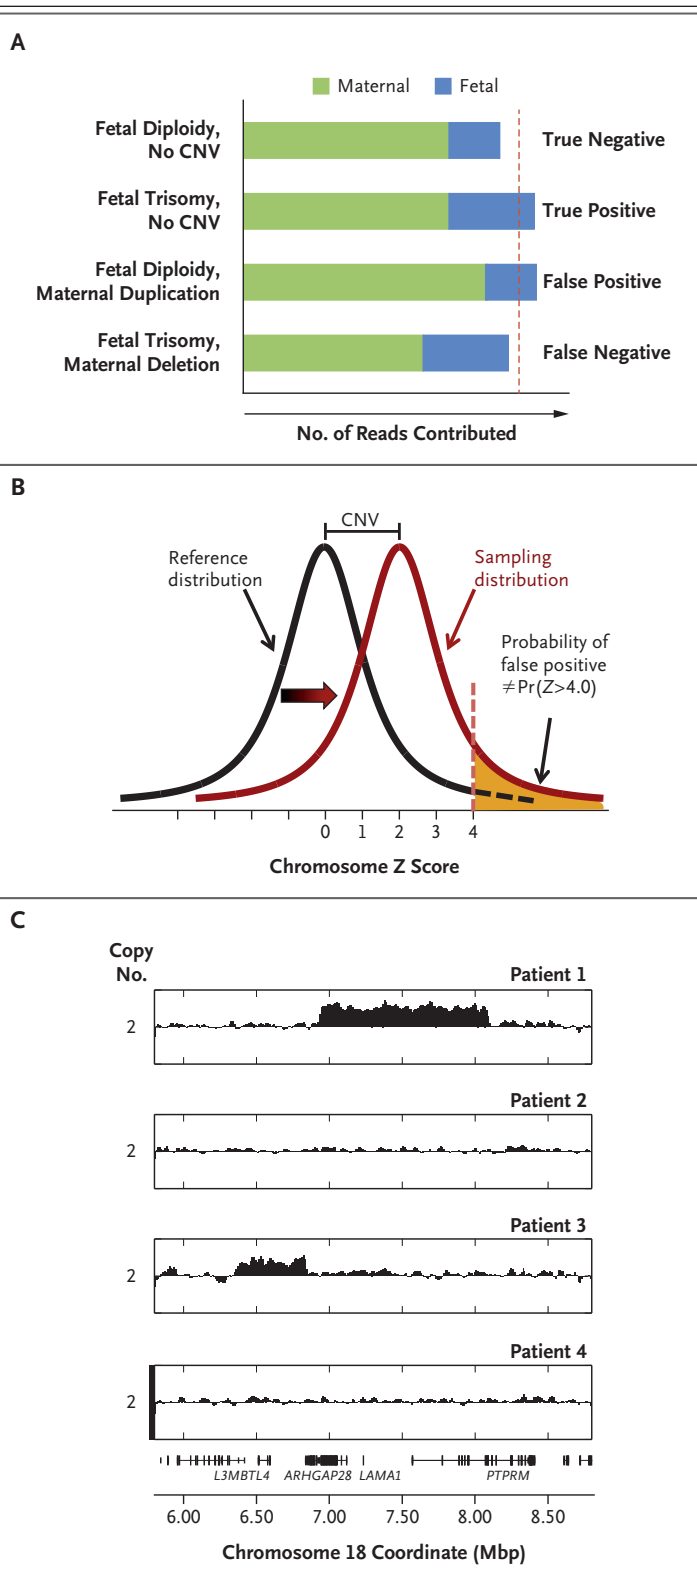 A
Maternal
Fetal
Fetal Diploidy,
No CNV
True Negative
Fetal Trisomy,
No CNV
True Positive
Fetal Diploidy,
Maternal Duplication
False Positive
Fetal Trisomy,
Maternal Deletion
False Negative
No. of Reads Contributed
B
CNV
Reference
distribution
Sampling
distribution
Probability of
false positive
≠Pr(Z>4.0)
0 1 2 3 4
Chromosome Z Score
C
Copy
No.
Patient 1
2
Patient 2
2
Patient 3
2
Patient 4
2
L3MBTL4 ARHGAP28 LAMA1 PTPRM
6.00 6.50 7.00 7.50 8.00 8.50
Chromosome 18 Coordinate (Mbp)